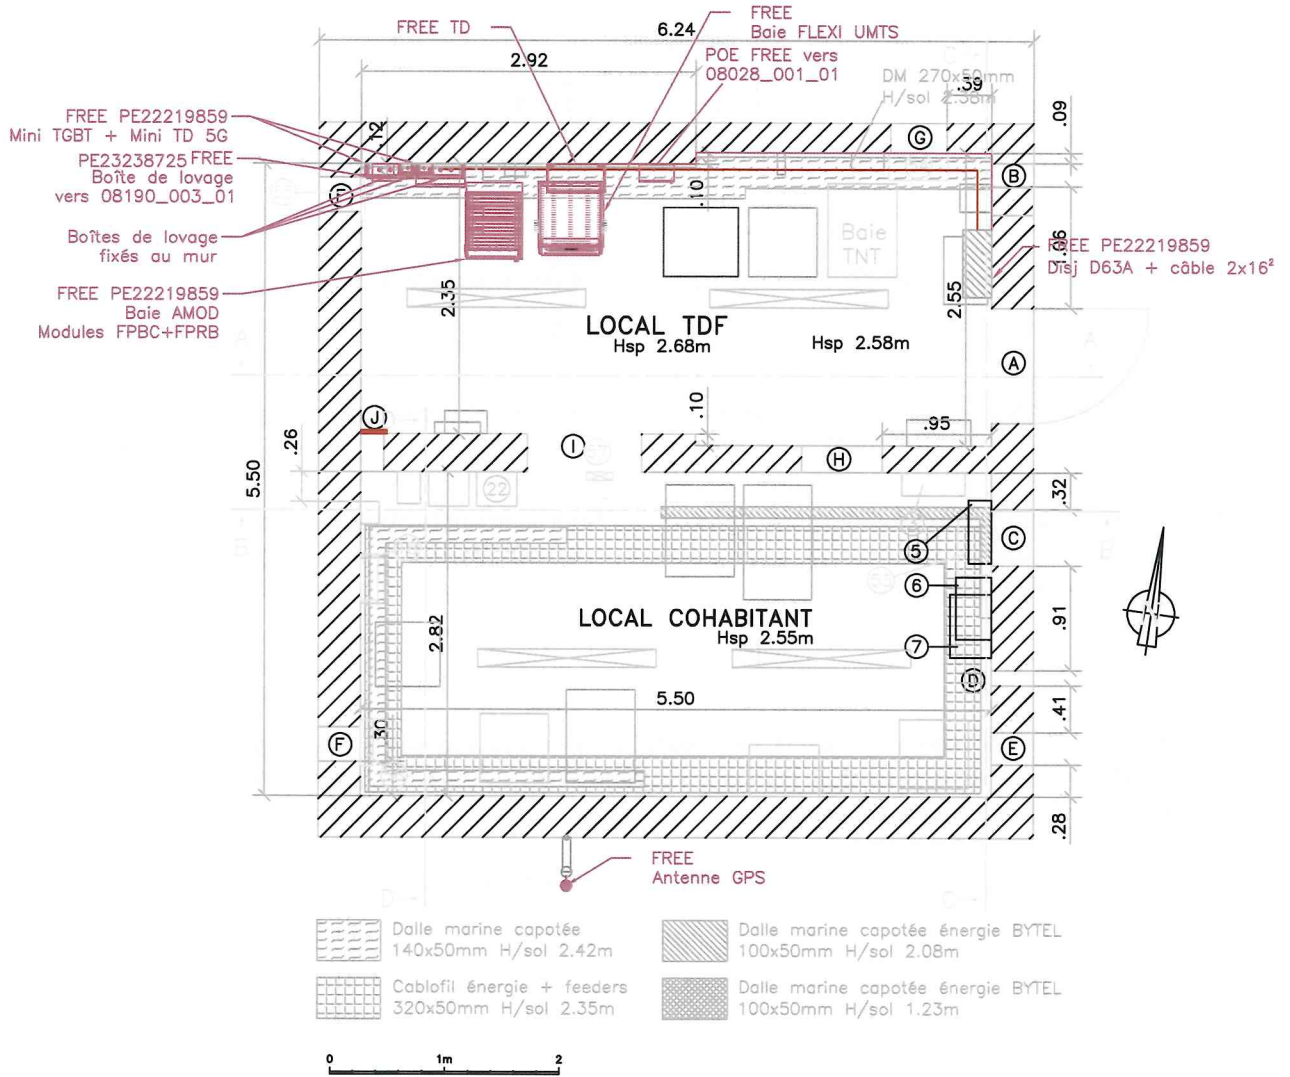 FREE TD
FREE
Baie FLEXI UMTS
6.24
2.92
POE FREE vers
08028_001_01
DM 270x50mm
H/sol 2.38m
.39
.09
FREE PE22219859
Mini TGBT + Mini TD 5G
.12
G
PE23238725 FREE
Boîte de lovage
vers 08190_003_01
B
.10
Boîtes de lovage
fixés au mur
Baie
TNT
FREE PE22219859
Disj D63A + câble 2x16²
FREE PE22219859
Baie AMOD
Modules FPBC+FPRB
2.35
2.55
LOCAL TDF
Hsp 2.68m
Hsp 2.58m
A
A
A
J
.10
.95
.26
I
H
5.50
22
.32
B
5
C
B
6
LOCAL COHABITANT
Hsp 2.55m
.91
2.82
7
D
5.50
.41
F
.30
E
.28
FREE
Antenne GPS
D
Dalle marine capotée
140x50mm H/sol 2.42m
Dalle marine capotée énergie BYTEL
100x50mm H/sol 2.08m
Cablofil énergie + feeders
320x50mm H/sol 2.35m
Dalle marine capotée énergie BYTEL
100x50mm H/sol 1.23m
0 1m 2